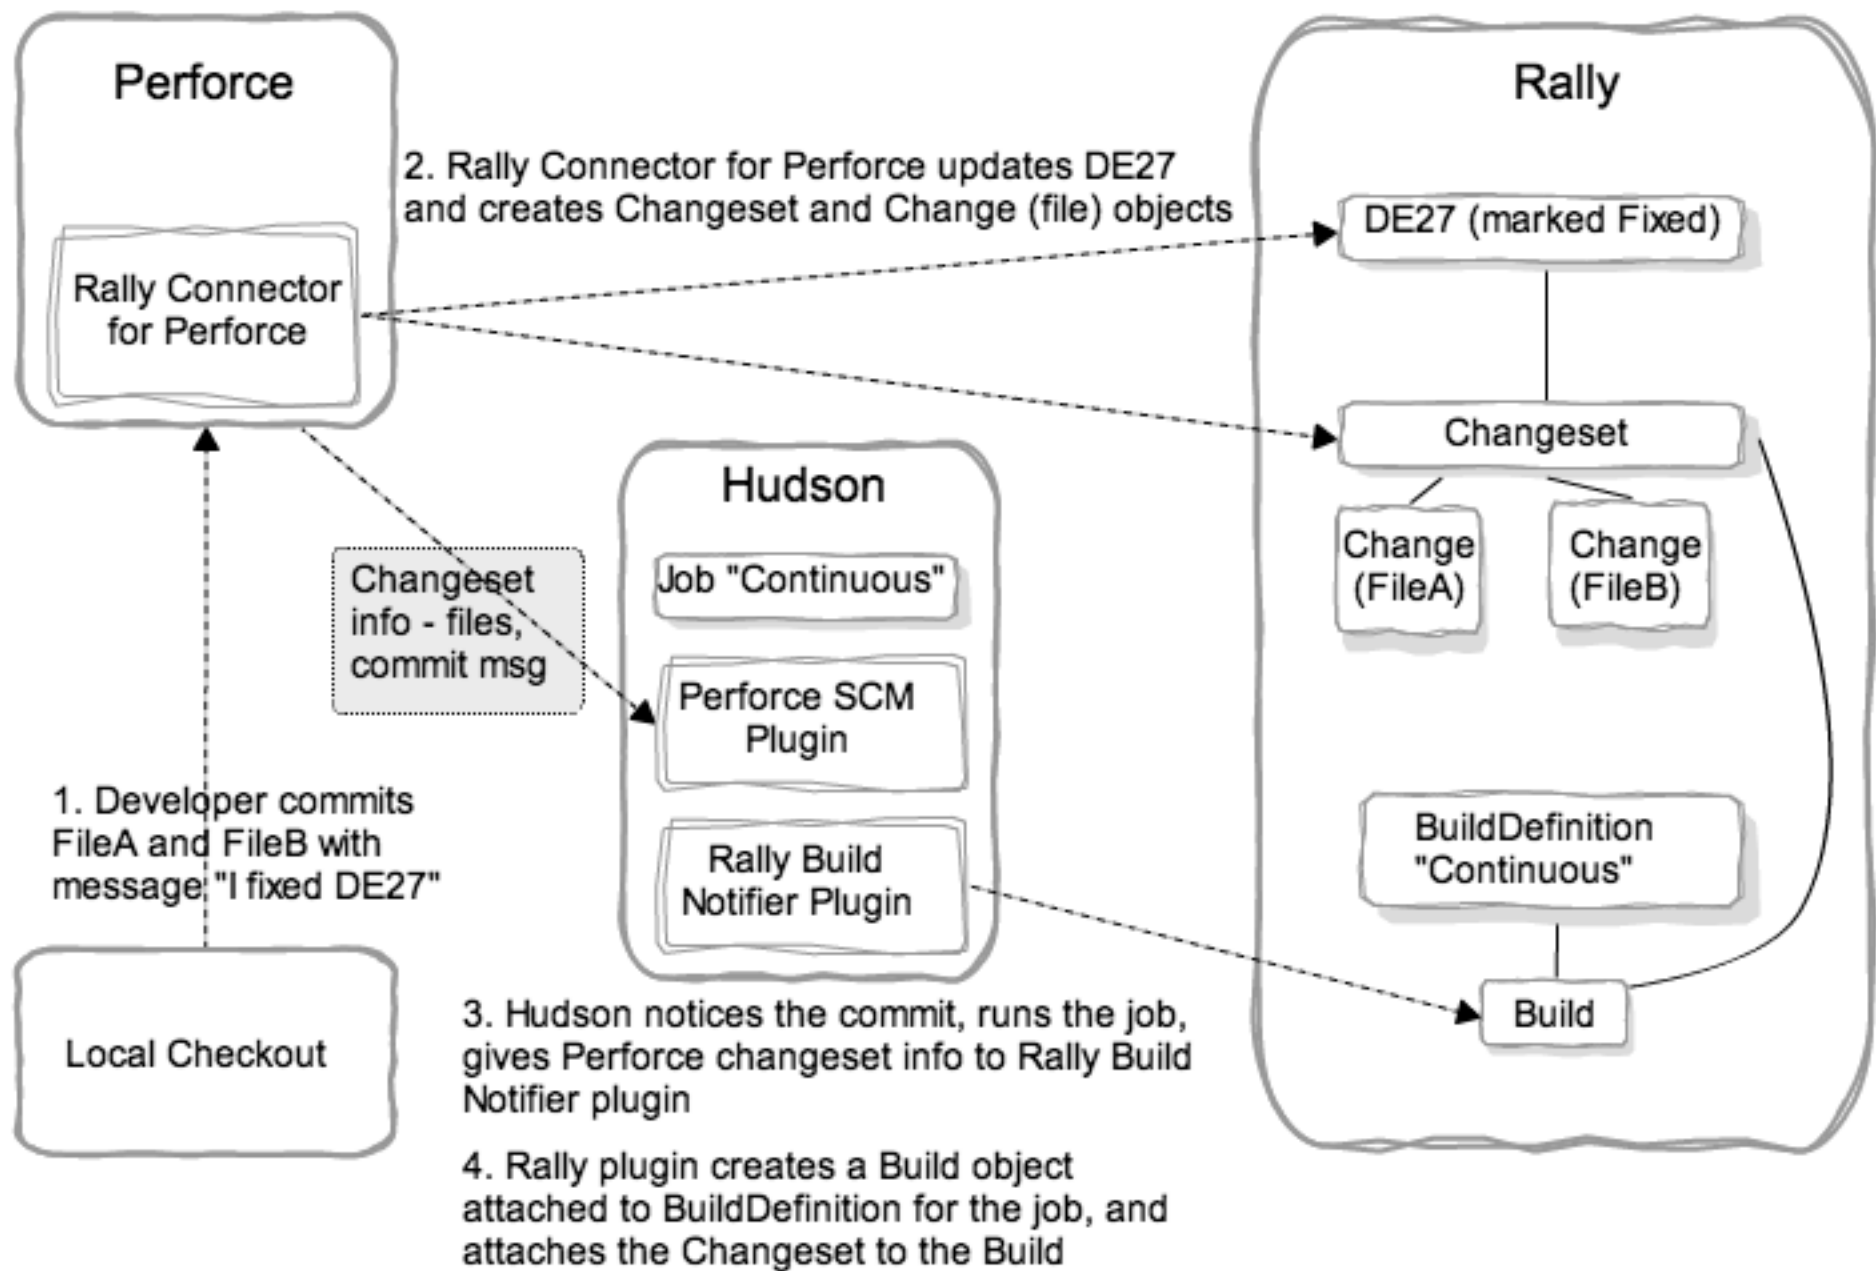 Perforce
Rally Connector
for Perforce
2. Rally Connector for Perforce updates DE27
and creates Changeset and Change (file) objects
Rally
DE27 (marked Fixed)
Changeset
Change
(FileA)
Change
(FileB)
BuildDefinition
"Continuous"
Build
Hudson
Job "Continuous"
Perforce SCM
Plugin
Rally Build
Notifier Plugin
Changeset
info - files,
commit msg
1. Developer commits
FileA and FileB with
message "I fixed DE27"
Local Checkout
3. Hudson notices the commit, runs the job,
gives Perforce changeset info to Rally Build
Notifier plugin
4. Rally plugin creates a Build object
attached to BuildDefinition for the job, and
attaches the Changeset to the Build